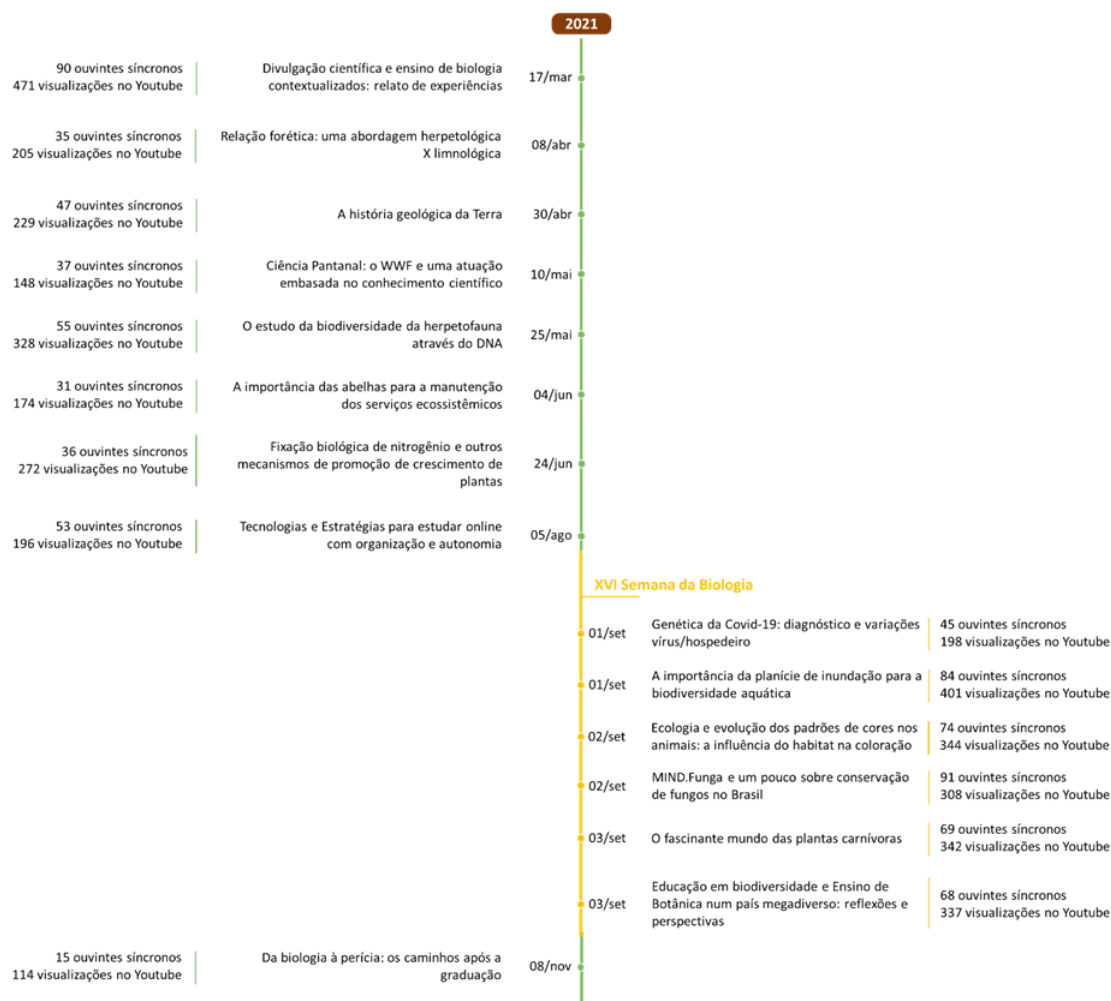 2021
90 ouvintes síncronos
471 visualizações no Youtube
Divulgação científica e ensino de biologia
contextualizados: relato de experiências
17/mar
35 ouvintes síncronos
205 visualizações no Youtube
Relação forética: uma abordagem herpetológica
X limnológica
08/abr
47 ouvintes síncronos
229 visualizações no Youtube
A história geológica da Terra
30/abr
37 ouvintes síncronos
148 visualizações no Youtube
Ciência Pantanal: o WWF e uma atuação
embasada no conhecimento científico
10/mai
55 ouvintes síncronos
328 visualizações no Youtube
O estudo da biodiversidade da herpetofauna
através do DNA
25/mai
31 ouvintes síncronos
174 visualizações no Youtube
A importância das abelhas para a manutenção
dos serviços ecossistêmicos
04/jun
36 ouvintes síncronos
272 visualizações no Youtube
Fixação biológica de nitrogênio e outros
mecanismos de promoção de crescimento de
plantas
24/jun
53 ouvintes síncronos
196 visualizações no Youtube
Tecnologias e Estratégias para estudar online
com organização e autonomia
05/ago
XVI Semana da Biologia
01/set
Genética da Covid-19: diagnóstico e variações
vírus/hospedeiro
45 ouvintes síncronos
198 visualizações no Youtube
01/set
A importância da planície de inundação para a
biodiversidade aquática
84 ouvintes síncronos
401 visualizações no Youtube
02/set
Ecologia e evolução dos padrões de cores nos
animais: a influência do habitat na coloração
74 ouvintes síncronos
344 visualizações no Youtube
02/set
MIND.Funga e um pouco sobre conservação
de fungos no Brasil
91 ouvintes síncronos
308 visualizações no Youtube
03/set
O fascinante mundo das plantas carnívoras
69 ouvintes síncronos
342 visualizações no Youtube
03/set
Educação em biodiversidade e Ensino de
Botânica num país megadiverso: reflexões e
perspectivas
68 ouvintes síncronos
337 visualizações no Youtube
15 ouvintes síncronos
114 visualizações no Youtube
Da biologia à perícia: os caminhos após a
graduação
08/nov